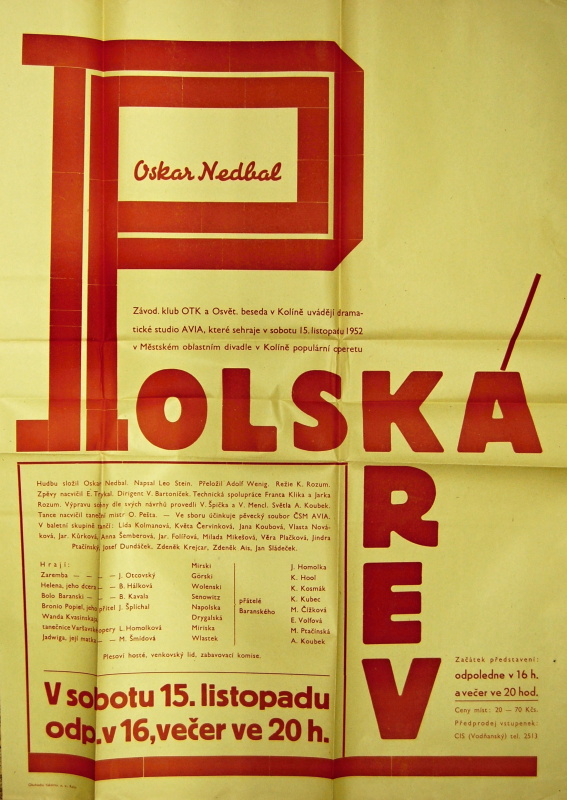 Oskar Nedbal
Závod. klub OTK a Osvět. beseda v Kolíně uvádějí drama-
tické studio AVIA, které sehraje v sobotu 15. listopatu 1952
v Městském oblastním divadle v Kolíně populární operetu
POLSKÁ
KREV
Hudbu složil Oskar Nedbal. Napsal Leo Stein. Přeložil Adolf Wenig. Režie K. Rozum.
Zpěvy nacvičil E. Trykal. Dirigent V. Bartoníček. Technická spolupráce Franta Klika a Jarka
Rozum. Výpravu scény dle svých návrhů provedli V. Špička a V. Mencl. Světla A. Koubek.
Tance nacvičil taneční mistr O. Pešta. — Ve sboru účinkuje pěvecký soubor ČSM AVIA.
V baletní skupině tančí: Lida Kolmanová, Květa Červinková, Jana Koubová, Vlasta Nová-
ková, Jar. Kůrková, Anna Šemberová, Jar. Folířová, Milada Mikešová, Věra Plačková, Jindra
Ptačinský, Josef Dundáček, Zdeněk Krejcar, Zdeněk Ais, Jan Sládeček.
Hrají:
Zaremba — — — — J. Otcovský
Helena, jeho dcera — — B. Hálková
Bolo Baranski — — — B. Kavala
Bronio Popiel, jeho přítel J. Šplichal
Wanda Kvasinskaja
tanečnice Varšavské opery L. Homolková
Jadwiga, její matka — — M. Šmídová
Mirski
Górski
Wolenski
Senowitz
Napolska
Drygalská
Miriska
Wlastek
přátelé
Baranského
J. Homolka
K. Hool
K. Kosmák
K. Kubec
M. Čížková
E. Volfová
M. Ptačinská
A. Koubek
Plesoví hosté, venkovský lid, zabavovací komise.
V sobotu 15. listopadu
odp. v 16, večer ve 20 h.
Začátek představení:
odpoledne v 16 h.
a večer ve 20 hod.
Ceny míst: 20 — 70 Kčs.
Předprodej vstupenek:
CIS (Vodřanský) tel. 2513